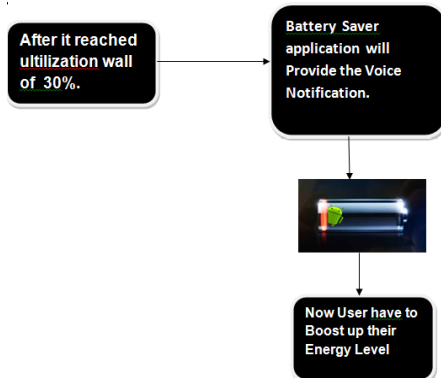 After it reached
ultilization wall
of 30%.
Battery Saver
application will
Provide the Voice
Notification.
Now User have to
Boost up their
Energy Level